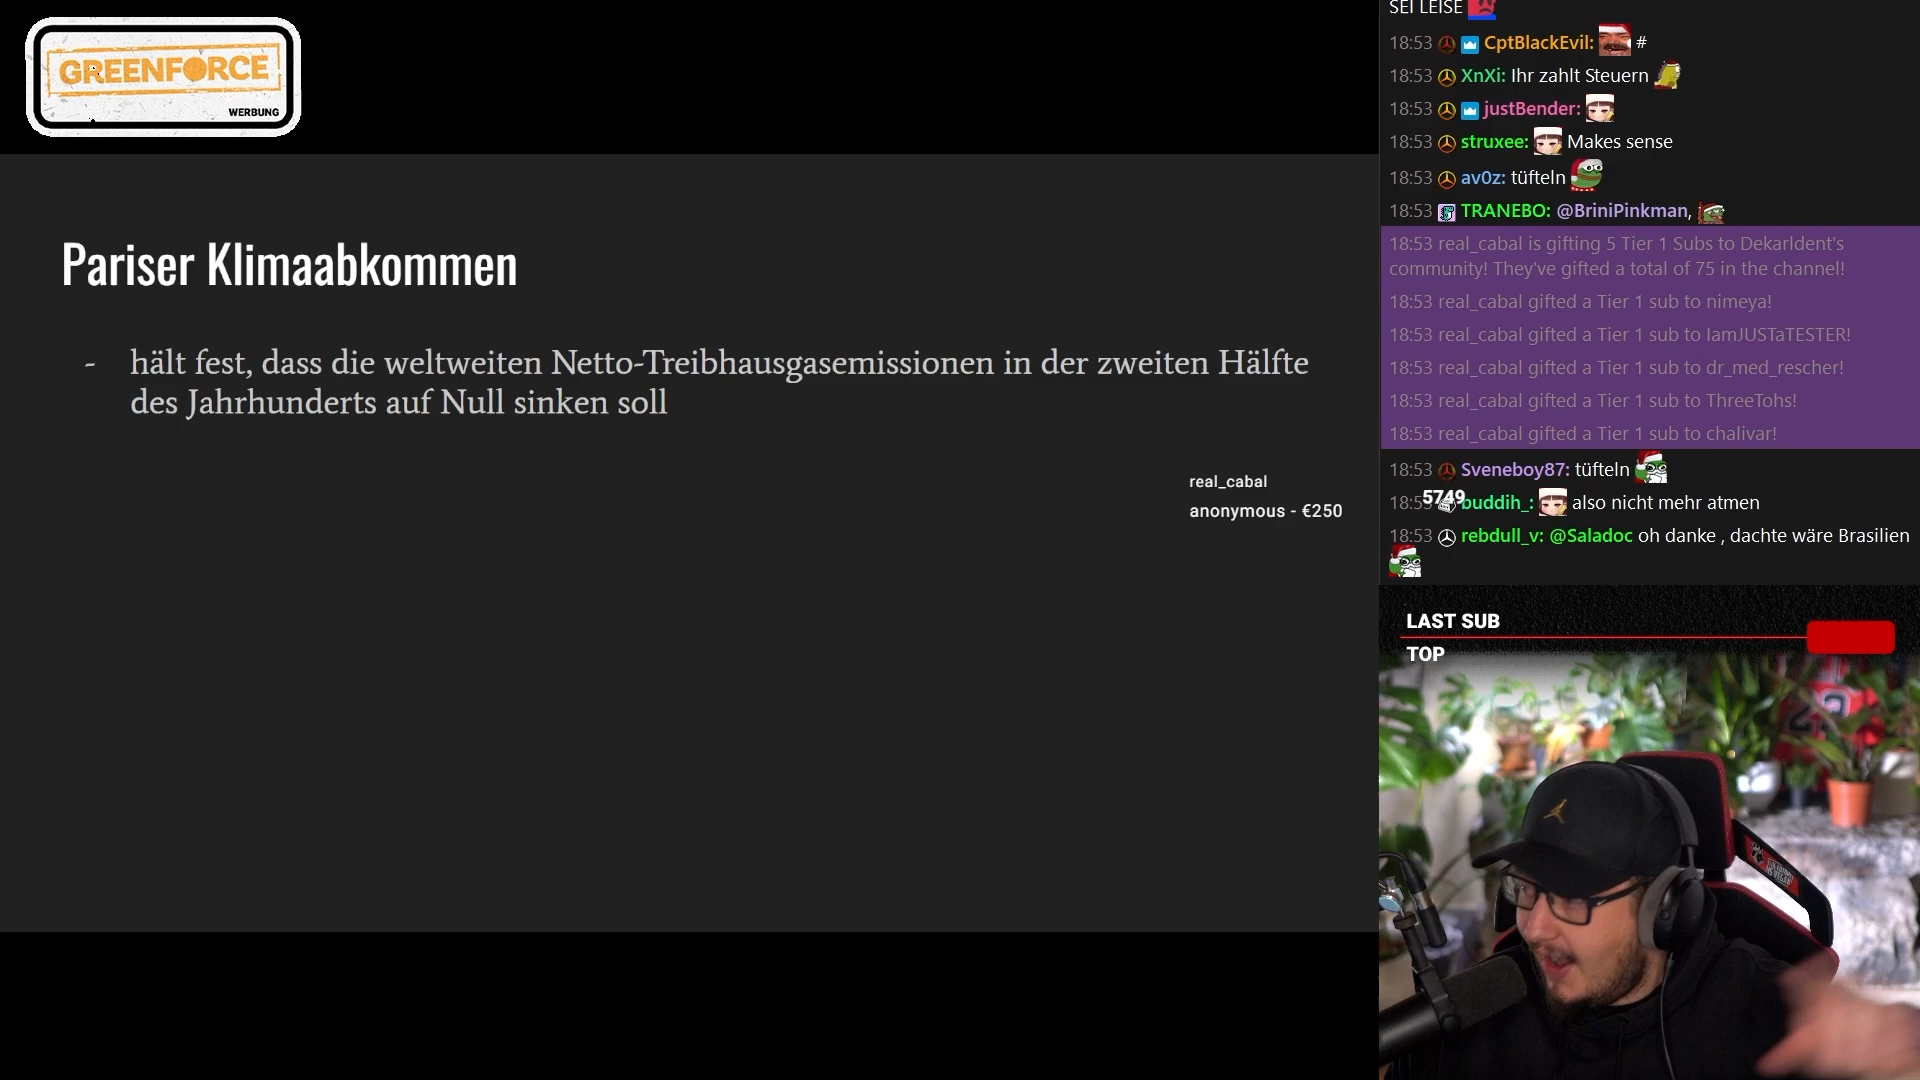 GREENFORCE
WERBUNG
Pariser Klimaabkommen
- hält fest, dass die weltweiten Netto-Treibhausgasemissionen in der zweiten Hälfte
des Jahrhunderts auf Null sinken soll
real_cabal
anonymous - €250
SEI LEISE
18:53 CptBlackEvil: #
18:53 XnXi: Ihr zahlt Steuern
18:53 justBender:
18:53 struxee: Makes sense
18:53 av0z: tüfteln
18:53 TRANEBO: @BriniPinkman,
18:53 real_cabal is gifting 5 Tier 1 Subs to Dekarldent's
community! They've gifted a total of 75 in the channel!
18:53 real_cabal gifted a Tier 1 sub to nimeya!
18:53 real_cabal gifted a Tier 1 sub to IamJUSTaTESTER!
18:53 real_cabal gifted a Tier 1 sub to dr_med_rescher!
18:53 real_cabal gifted a Tier 1 sub to ThreeTohs!
18:53 real_cabal gifted a Tier 1 sub to chalivar!
18:53 Sveneboy87: tüfteln
18:53 buddih_: also nicht mehr atmen
5749
18:53 rebdull_v: @Saladoc oh danke , dachte wäre Brasilien
LAST SUB
TOP